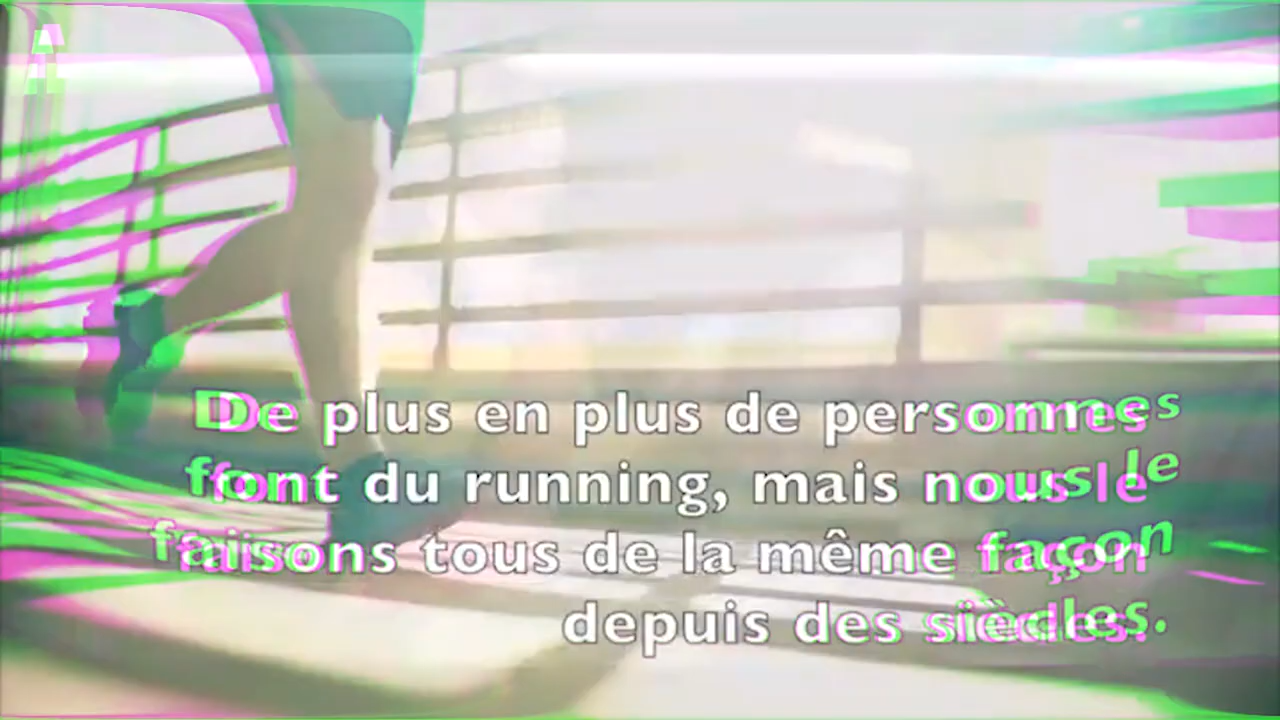 De plus en plus de personnes
font du running, mais nous le
faisons tous de la même façon
depuis des siècles.